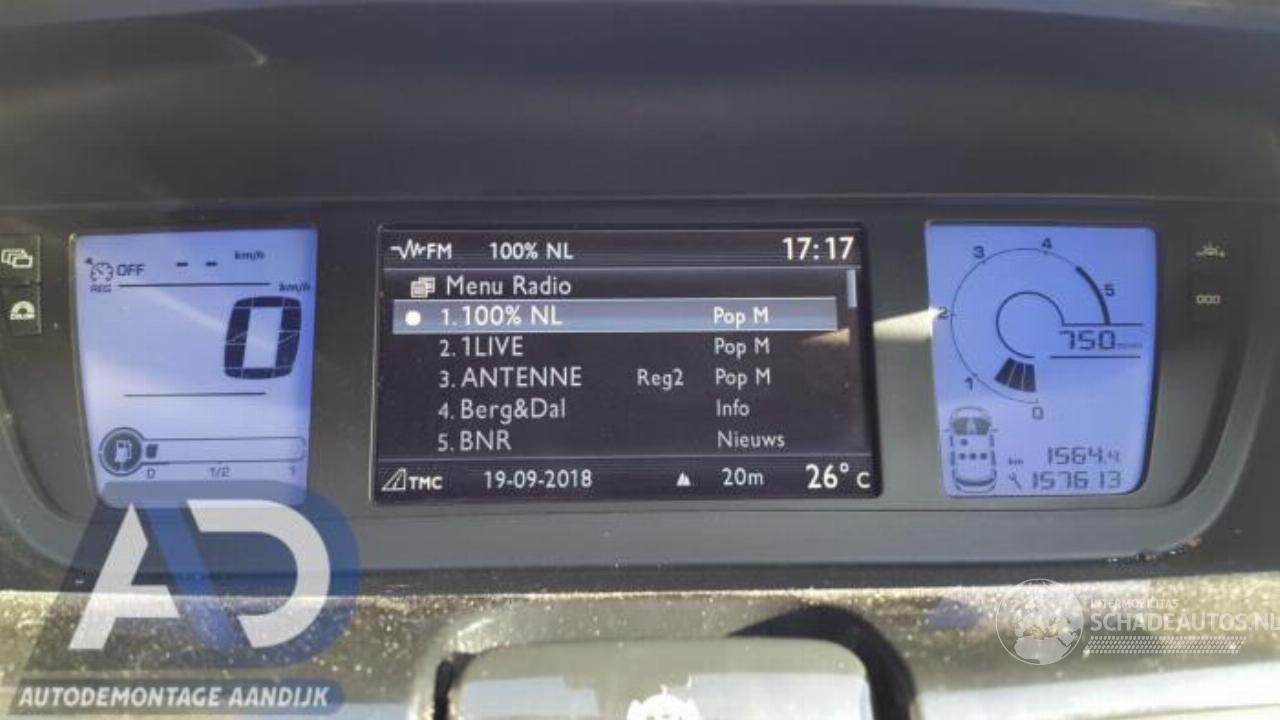 OFF -- km/h
REG
km/h
0
0 1/2 1
FM 100% NL 17:17
Menu Radio
1. 100% NL Pop M
2. 1LIVE Pop M
3. ANTENNE Reg2 Pop M
4. Berg&Dal Info
5. BNR Nieuws
TMC 19-09-2018 20m 26° C
4
3
5
2
750
1
0
km 1564.4
157613
AD
AUTODEMONTAGE AANDIJK
SCHADEAUTOS.NL